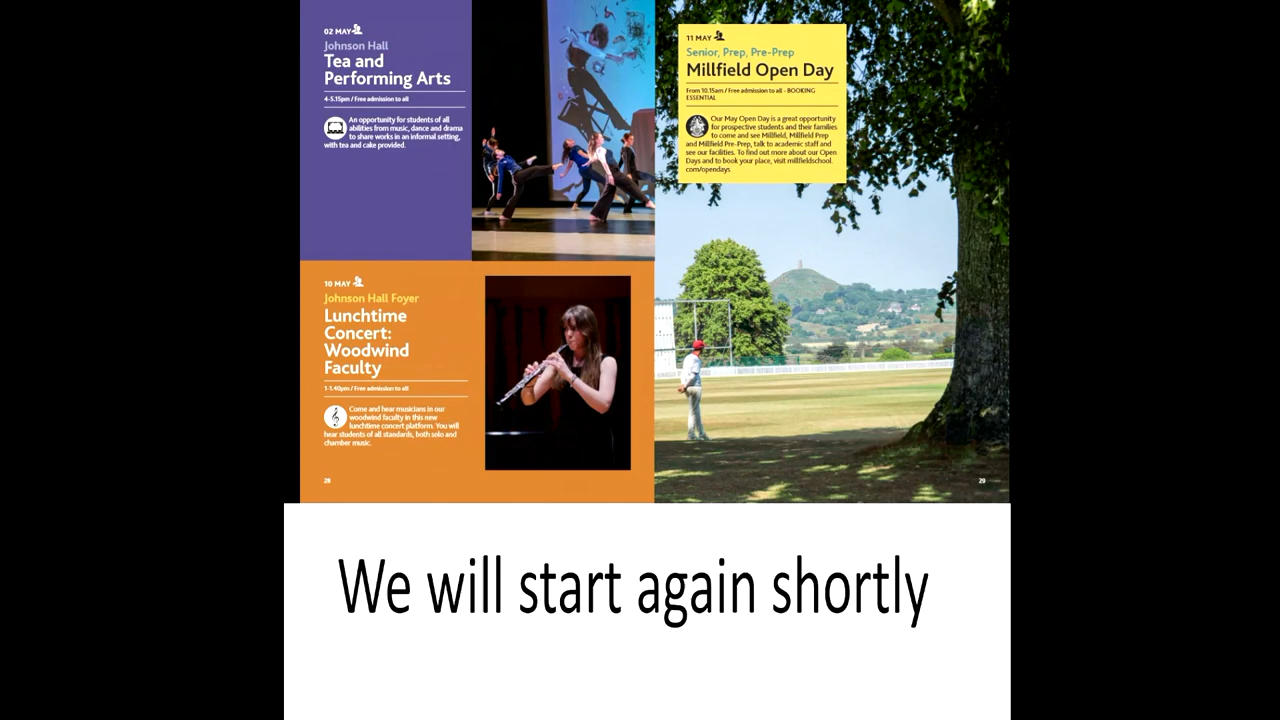 02 MAY
Johnson Hall
Tea and
Performing Arts
4-5.15pm / Free admission to all
An opportunity for students of all
abilities from music, dance and drama
to share works in an informal setting,
with tea and cake provided.
10 MAY
Johnson Hall Foyer
Lunchtime
Concert:
Woodwind
Faculty
1-1.40pm / Free admission to all
Come and hear musicians in our
woodwind faculty in this new
lunchtime concert platform. You will
hear students of all standards, both solo and
chamber music.
28
11 MAY
Senior, Prep, Pre-Prep
Millfield Open Day
From 10.15am / Free admission to all - BOOKING
ESSENTIAL
Our May Open Day is a great opportunity
for prospective students and their families
to come and see Millfield, Millfield Prep
and Millfield Pre-Prep, talk to academic staff and
see our facilities. To find out more about our Open
Days and to book your place, visit millfieldschool.
com/opendays
29
We will start again shortly